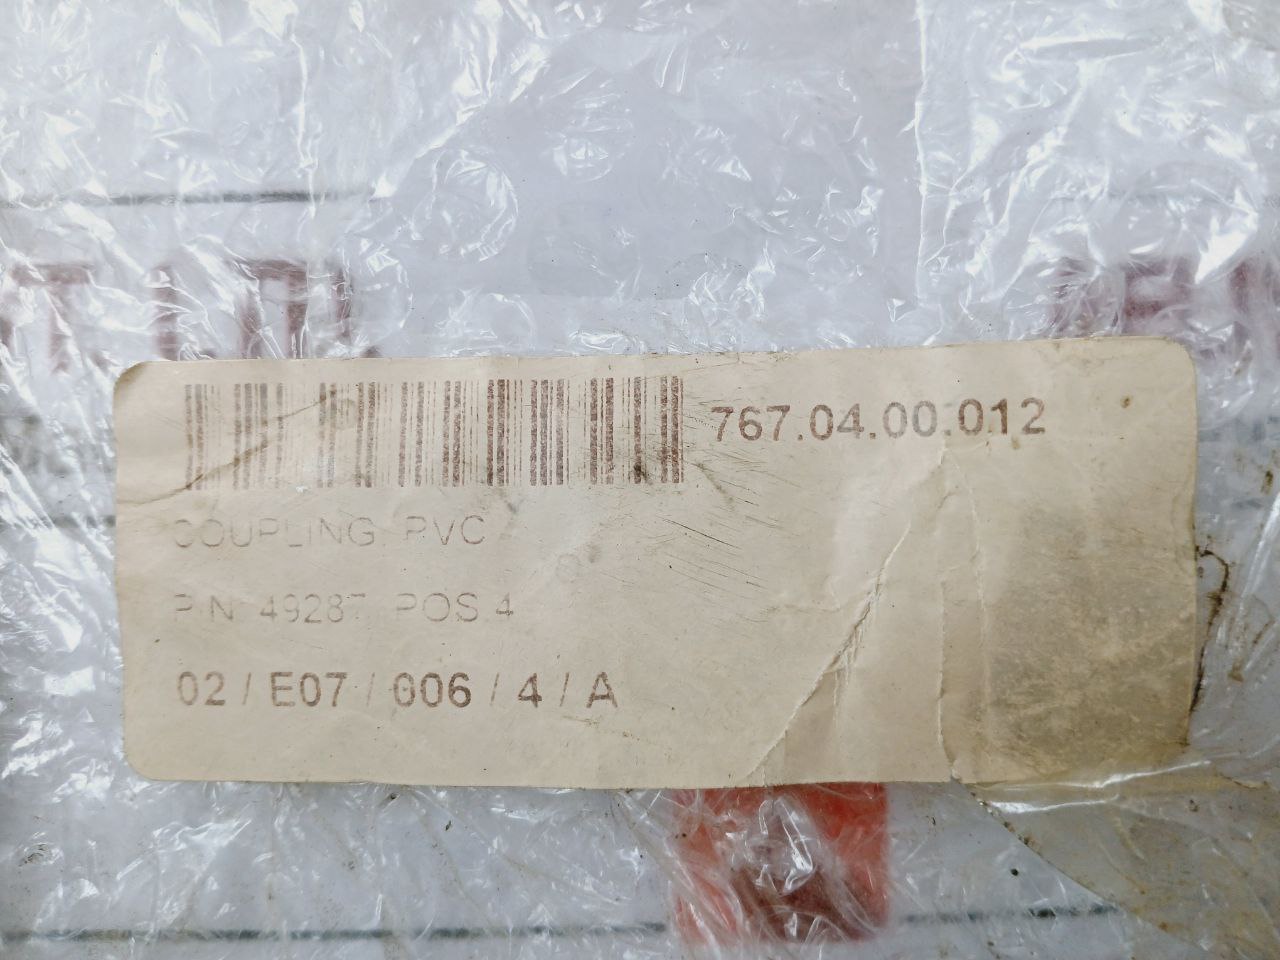 767.04.00.012
COUPLING PVC
P/N 49287 POS 4
02 / E07 / 006 / 4 / A